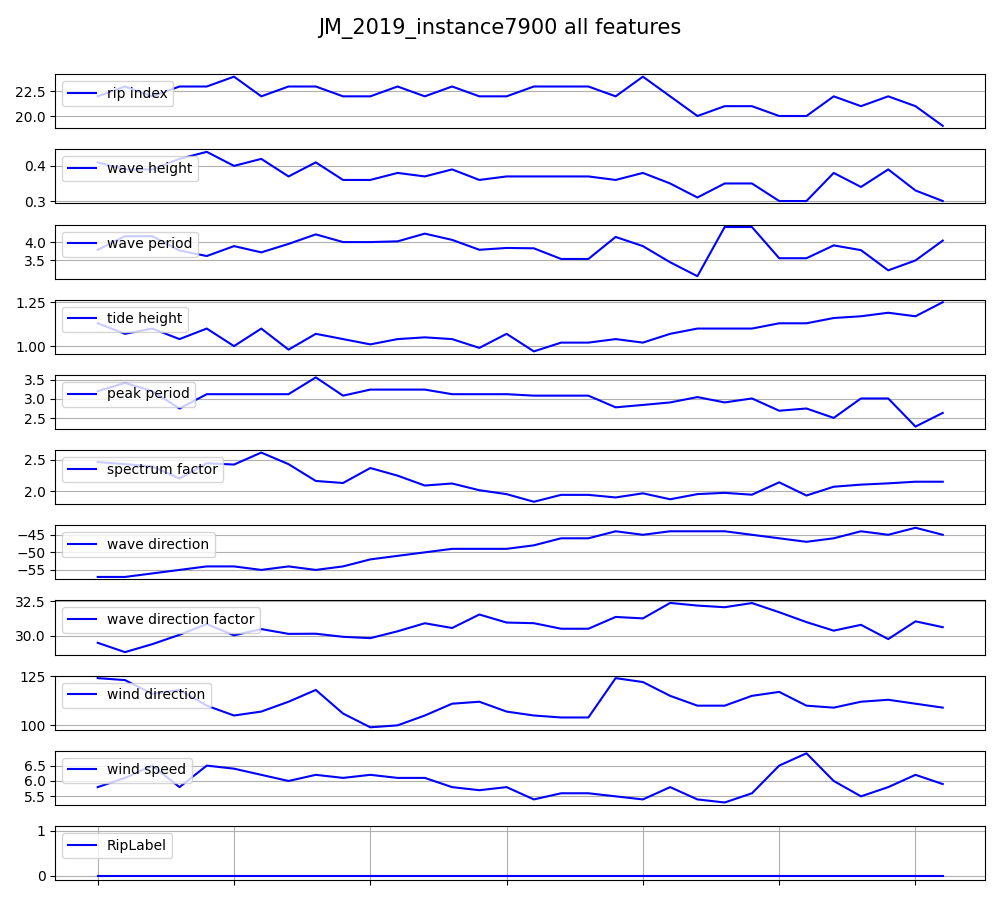 JM_2019_instance7900 all features
22.5
20.0
rip index
0.4
0.3
wave height
4.0
3.5
wave period
1.25
1.00
tide height
3.5
3.0
2.5
peak period
2.5
2.0
spectrum factor
−45
−50
−55
wave direction
32.5
30.0
wave direction factor
125
100
wind direction
6.5
6.0
5.5
wind speed
1
0
RipLabel